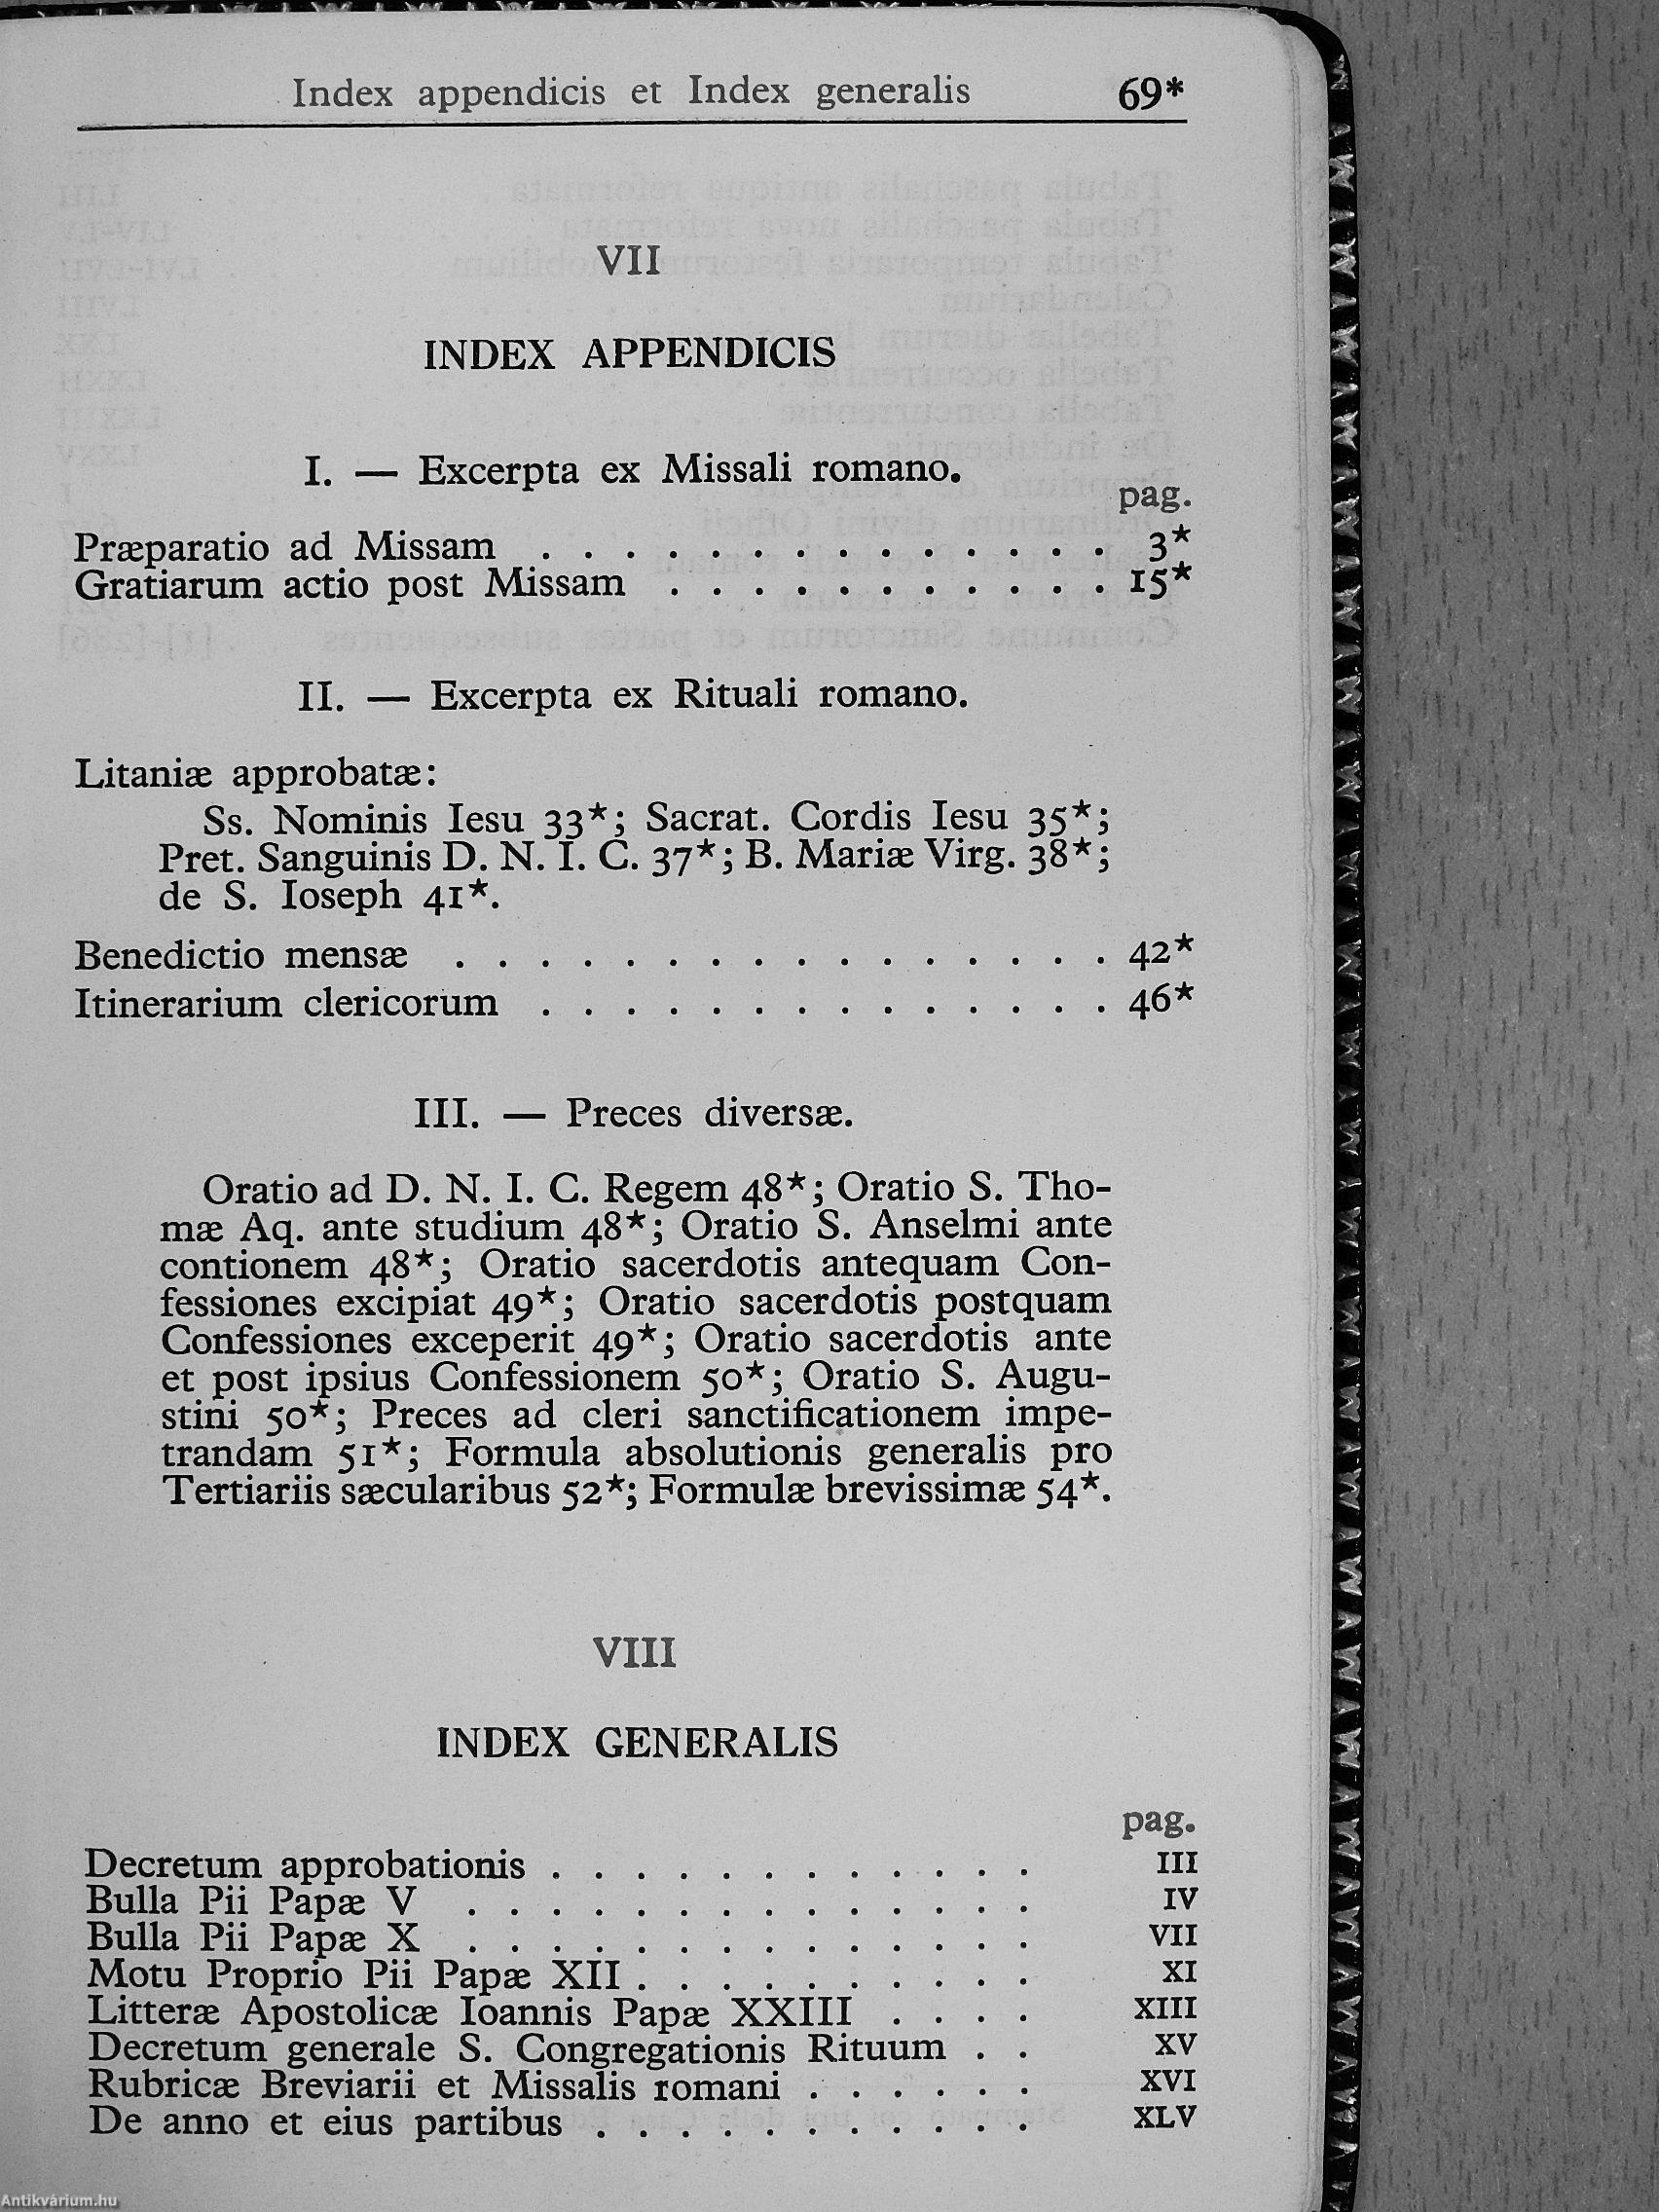 Index appendicis et Index generalis 69*
VII
INDEX APPENDICIS
I. — Excerpta ex Missali romano.
pag.
Præparatio ad Missam . . . . . . . . . . . . . . 3*
Gratiarum actio post Missam . . . . . . . . . . . 15*
II. — Excerpta ex Rituali romano.
Litaniæ approbatæ:
Ss. Nominis Iesu 33*; Sacrat. Cordis Iesu 35*;
Pret. Sanguinis D. N. I. C. 37*; B. Mariæ Virg. 38*;
de S. Ioseph 41*.
Benedictio mensæ . . . . . . . . . . . . . . . . 42*
Itinerarium clericorum . . . . . . . . . . . . . . 46*
III. — Preces diversæ.
Oratio ad D. N. I. C. Regem 48*; Oratio S. Tho-
mæ Aq. ante studium 48*; Oratio S. Anselmi ante
contionem 48*; Oratio sacerdotis antequam Con-
fessiones excipiat 49*; Oratio sacerdotis postquam
Confessiones exceperit 49*; Oratio sacerdotis ante
et post ipsius Confessionem 50*; Oratio S. Augu-
stini 50*; Preces ad cleri sanctificationem impe-
trandam 51*; Formula absolutionis generalis pro
Tertiariis sæcularibus 52*; Formulæ brevissimæ 54*.
VIII
INDEX GENERALIS
pag.
Decretum approbationis . . . . . . . . . . . . III
Bulla Pii Papæ V . . . . . . . . . . . . . . IV
Bulla Pii Papæ X . . . . . . . . . . . . . . VII
Motu Proprio Pii Papæ XII . . . . . . . . . . XI
Litteræ Apostolicæ Ioannis Papæ XXIII . . . . XIII
Decretum generale S. Congregationis Rituum . . XV
Rubricæ Breviarii et Missalis romani . . . . . . XVI
De anno et eius partibus . . . . . . . . . . . XLV
Antikvárium.hu